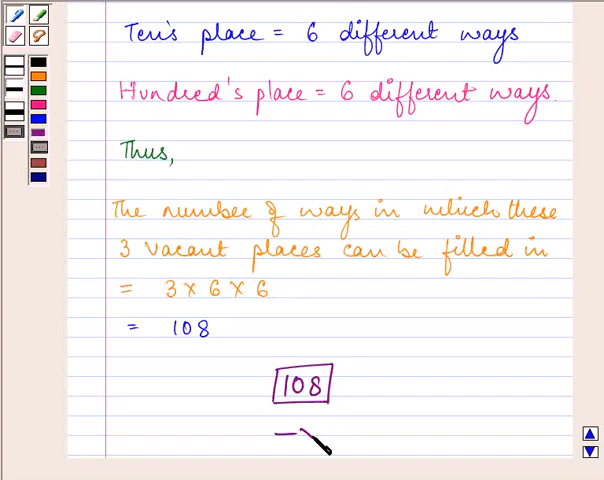 Ten's place = 6 different ways
Hundred's place = 6 different ways.
Thus,
The number of ways in which these
3 vacant places can be filled in
= 3 × 6 × 6
= 108
108